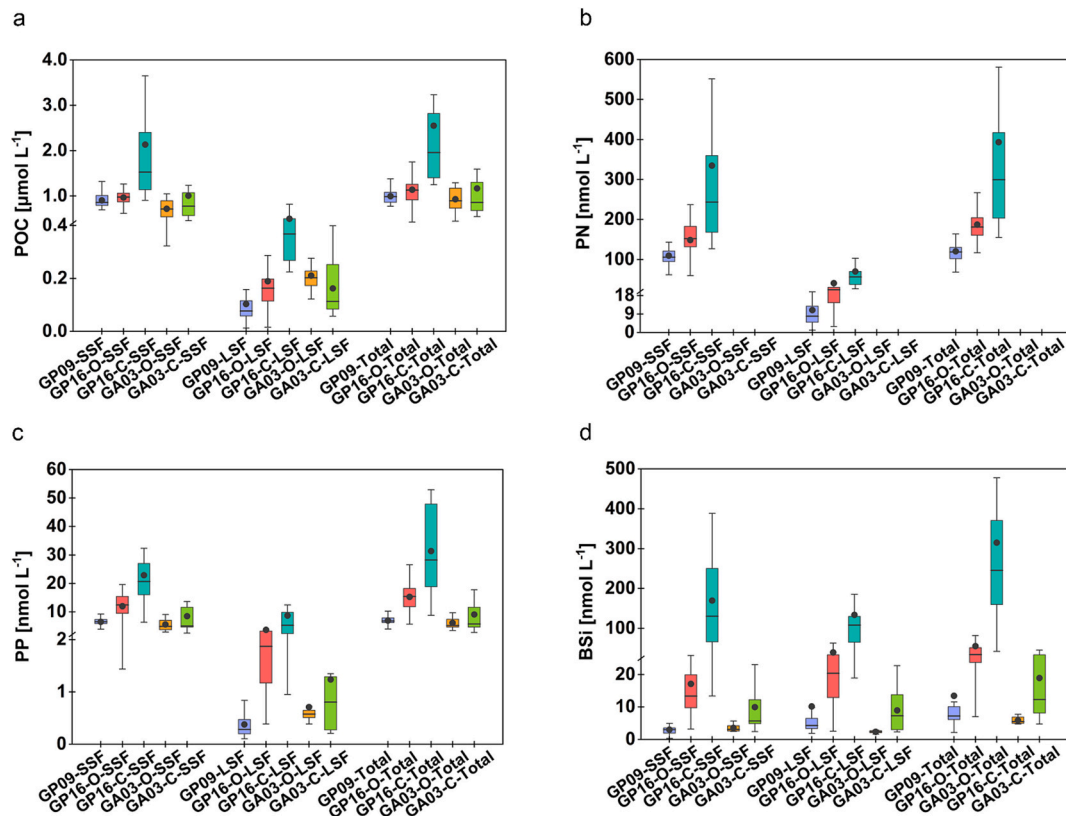 a
POC [µmol L⁻¹]
4.0
3.0
2.0
1.0
0.4
0.2
0.0
GP09-SSF
GP16-O-SSF
GP16-C-SSF
GA03-O-SSF
GA03-C-SSF
GP09-LSF
GP16-O-LSF
GP16-C-LSF
GA03-O-LSF
GA03-C-LSF
GP09-Total
GP16-O-Total
GP16-C-Total
GA03-O-Total
GA03-C-Total
b
PN [nmol L⁻¹]
600
500
400
300
200
100
18
9
0
GP09-SSF
GP16-O-SSF
GP16-C-SSF
GA03-O-SSF
GA03-C-SSF
GP09-LSF
GP16-O-LSF
GP16-C-LSF
GA03-O-LSF
GA03-C-LSF
GP09-Total
GP16-O-Total
GP16-C-Total
GA03-O-Total
GA03-C-Total
c
PP [nmol L⁻¹]
60
50
40
30
20
10
2
1
0
GP09-SSF
GP16-O-SSF
GP16-C-SSF
GA03-O-SSF
GA03-C-SSF
GP09-LSF
GP16-O-LSF
GP16-C-LSF
GA03-O-LSF
GA03-C-LSF
GP09-Total
GP16-O-Total
GP16-C-Total
GA03-O-Total
GA03-C-Total
d
BSi [nmol L⁻¹]
500
400
300
200
100
20
10
0
GP09-SSF
GP16-O-SSF
GP16-C-SSF
GA03-O-SSF
GA03-C-SSF
GP09-LSF
GP16-O-LSF
GP16-C-LSF
GA03-O-LSF
GA03-C-LSF
GP09-Total
GP16-O-Total
GA03-O-Total
GP16-C-Total
GA03-C-Total